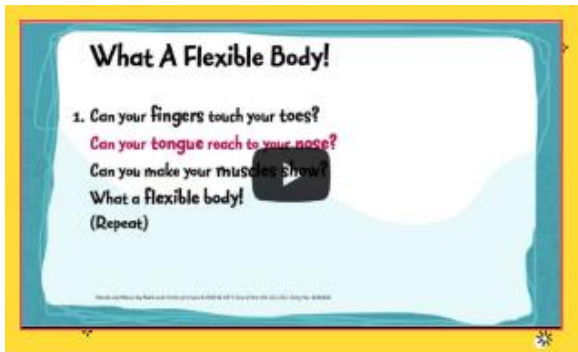 What A Flexible Body!
1. Can your fingers touch your toes?
Can your tongue reach to your nose?
Can you make your muscles show?
What a flexible body!
(Repeat)